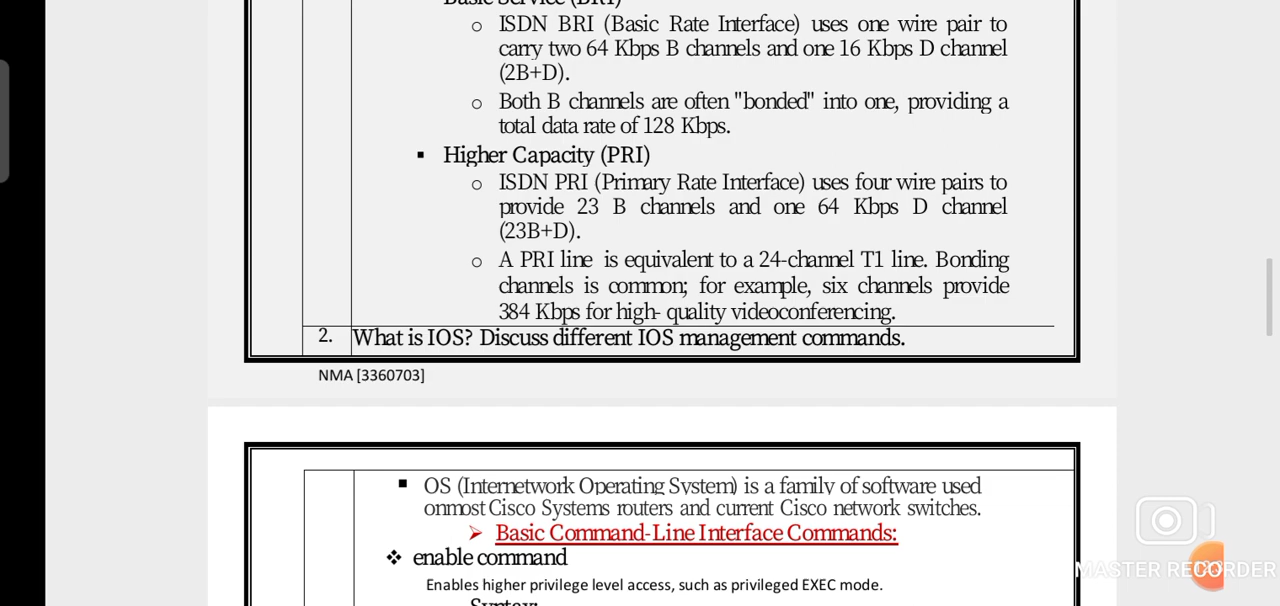 Basic Service (BRI)
o ISDN BRI (Basic Rate Interface) uses one wire pair to
carry two 64 Kbps B channels and one 16 Kbps D channel
(2B+D).
o Both B channels are often "bonded" into one, providing a
total data rate of 128 Kbps.
▪ Higher Capacity (PRI)
o ISDN PRI (Primary Rate Interface) uses four wire pairs to
provide 23 B channels and one 64 Kbps D channel
(23B+D).
o A PRI line is equivalent to a 24-channel T1 line. Bonding
channels is common; for example, six channels provide
384 Kbps for high- quality videoconferencing.
2. What is IOS? Discuss different IOS management commands.
NMA [3360703]
▪ OS (Internetwork Operating System) is a family of software used
onmost Cisco Systems routers and current Cisco network switches.
➢ Basic Command-Line Interface Commands:
❖ enable command
Enables higher privilege level access, such as privileged EXEC mode.
Syntax:
MASTER RECORDER